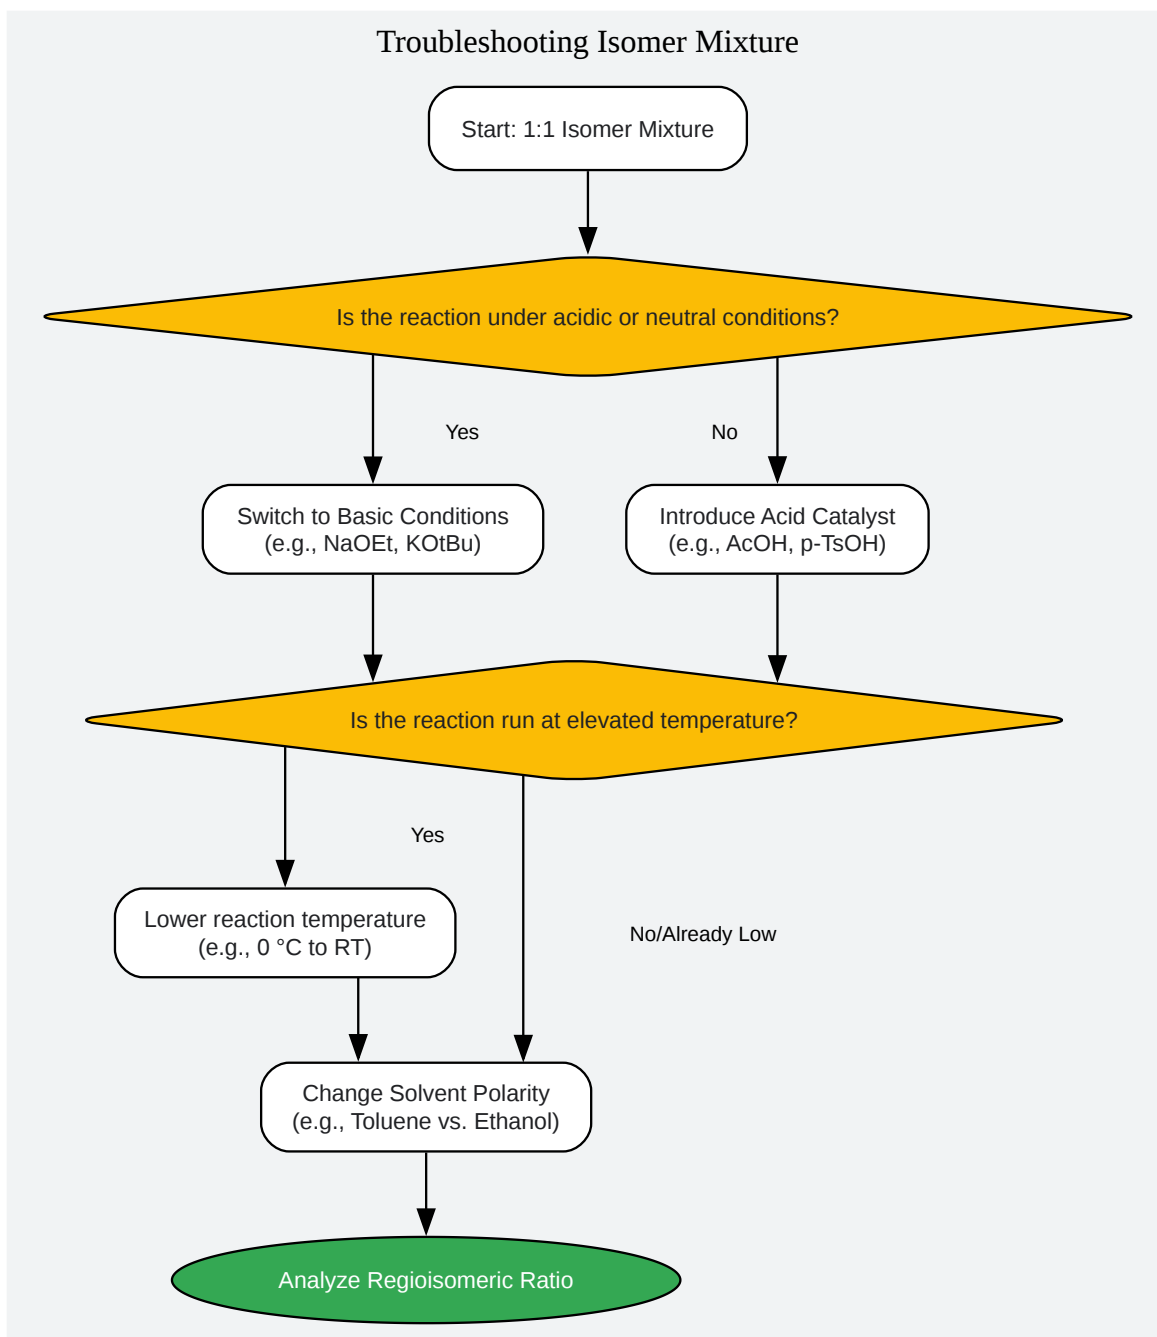 Troubleshooting Isomer Mixture
Start: 1:1 Isomer Mixture
Is the reaction under acidic or neutral conditions?
Yes
No
Switch to Basic Conditions
(e.g., NaOEt, KOtBu)
Introduce Acid Catalyst
(e.g., AcOH, p-TsOH)
Is the reaction run at elevated temperature?
Yes
Lower reaction temperature
(e.g., 0 °C to RT)
No/Already Low
Change Solvent Polarity
(e.g., Toluene vs. Ethanol)
Analyze Regioisomeric Ratio